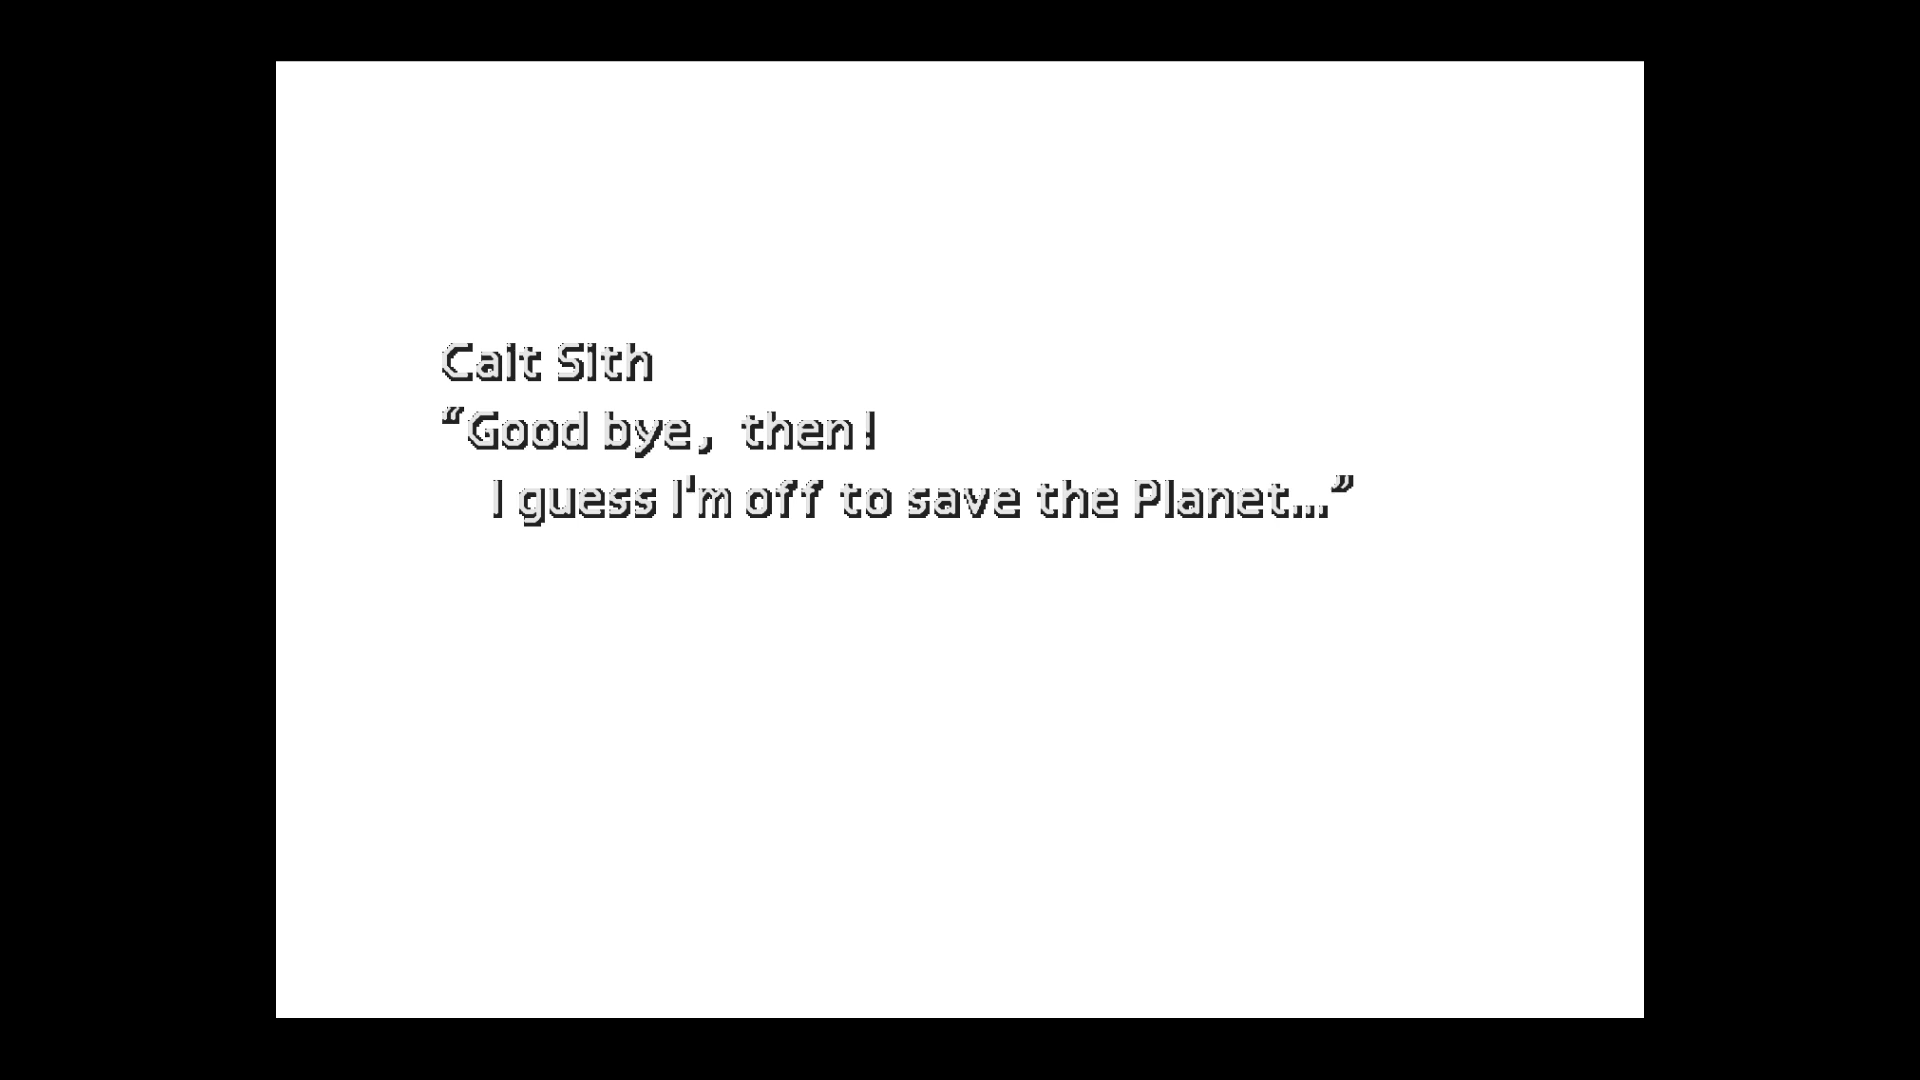 Cait Sith
“Good bye, then!
I guess I'm off to save the Planet…”